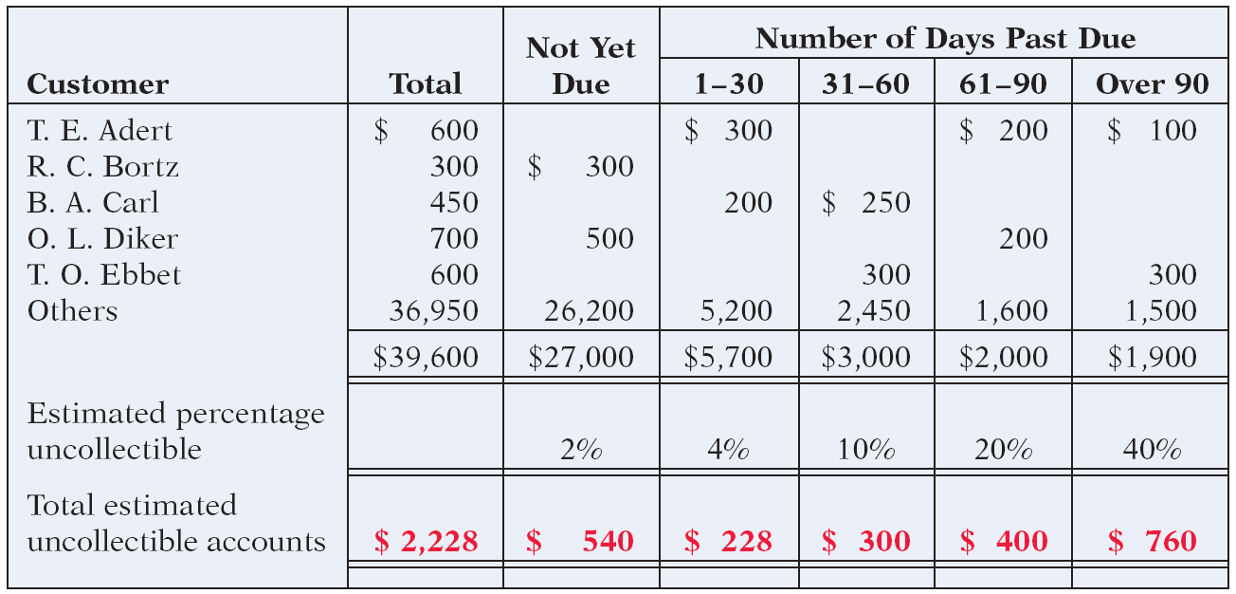 Number of Days Past Due
Not Yet
Customer Total Due 1–30 31–60 61–90 Over 90
T. E. Adert $ 600 $ 300 $ 200 $ 100
R. C. Bortz 300 $ 300
B. A. Carl 450 200 $ 250
O. L. Diker 700 500 200
T. O. Ebbet 600 300 300
Others 36,950 26,200 5,200 2,450 1,600 1,500
$39,600 $27,000 $5,700 $3,000 $2,000 $1,900
Estimated percentage
uncollectible 2% 4% 10% 20% 40%
Total estimated
uncollectible accounts $ 2,228 $ 540 $ 228 $ 300 $ 400 $ 760